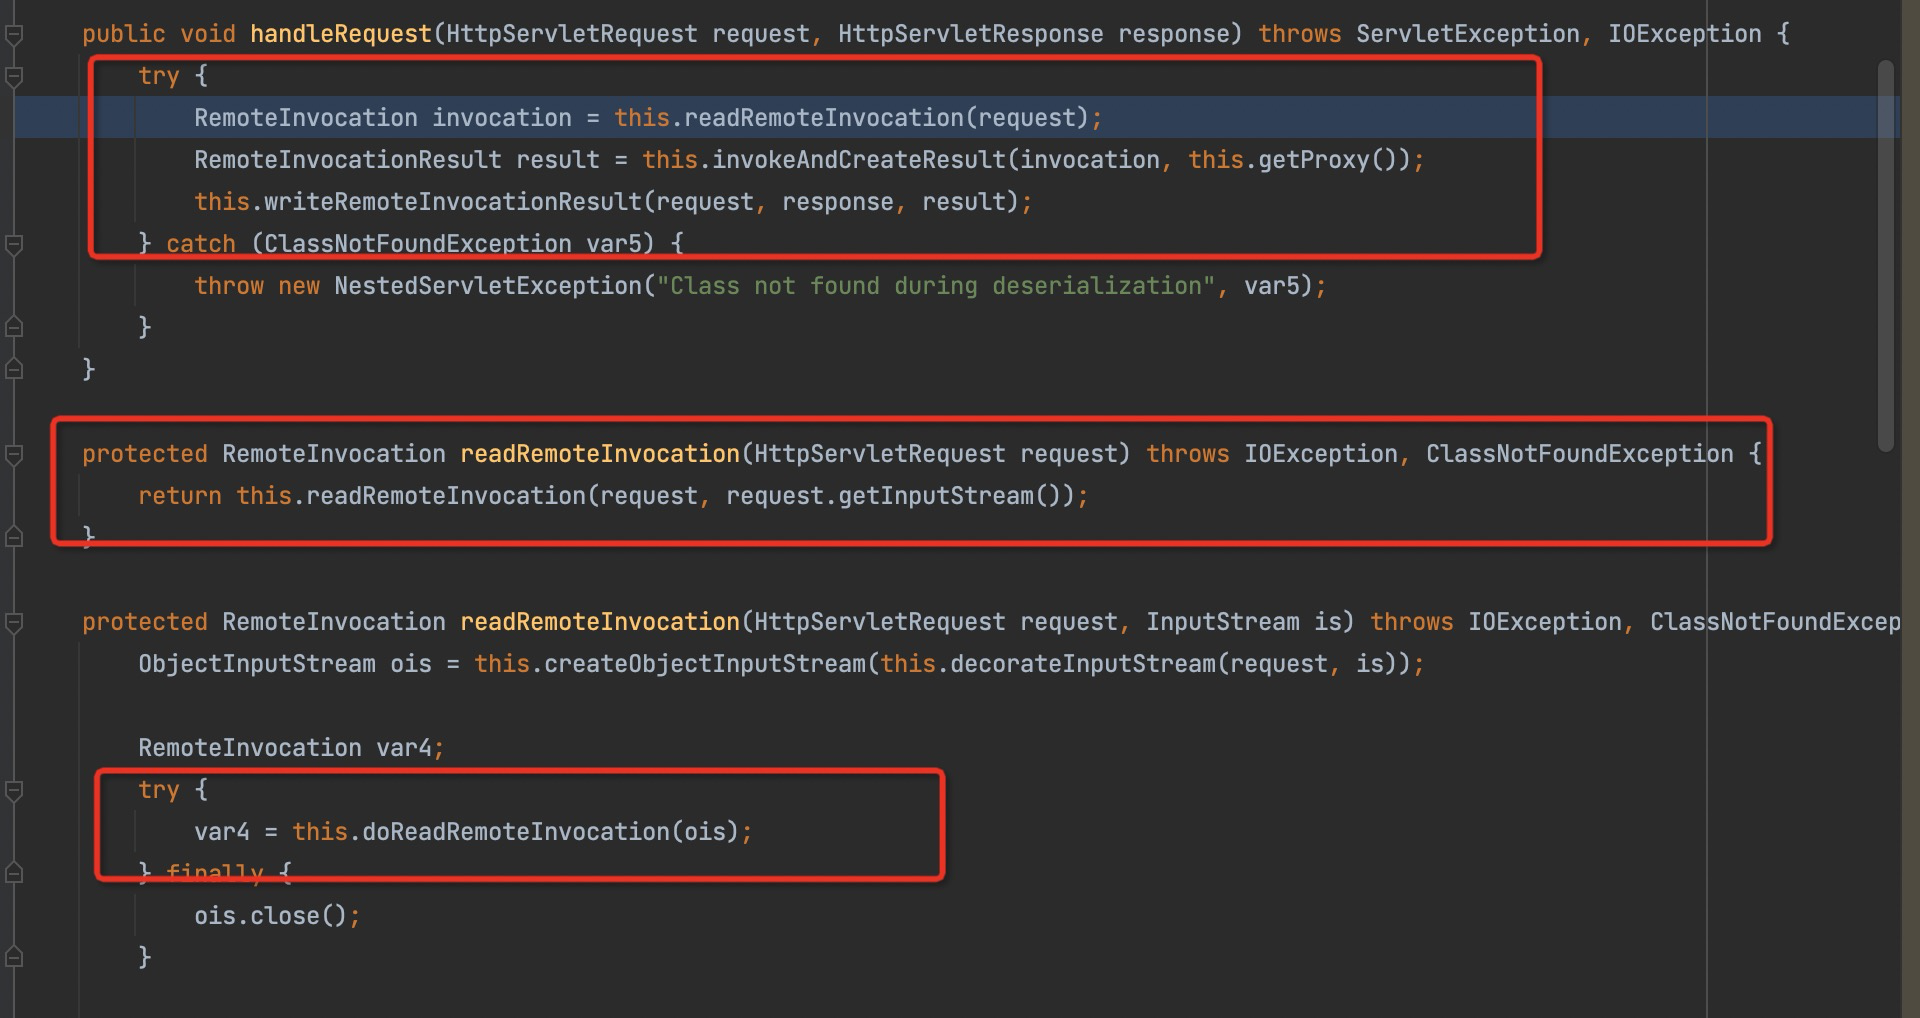 public void handleRequest(HttpServletRequest request, HttpServletResponse response) throws ServletException, IOException {
try {
RemoteInvocation invocation = this.readRemoteInvocation(request);
RemoteInvocationResult result = this.invokeAndCreateResult(invocation, this.getProxy());
this.writeRemoteInvocationResult(request, response, result);
} catch (ClassNotFoundException var5) {
throw new NestedServletException("Class not found during deserialization", var5);
}
}
protected RemoteInvocation readRemoteInvocation(HttpServletRequest request) throws IOException, ClassNotFoundException {
return this.readRemoteInvocation(request, request.getInputStream());
}
protected RemoteInvocation readRemoteInvocation(HttpServletRequest request, InputStream is) throws IOException, ClassNotFoundExcep
ObjectInputStream ois = this.createObjectInputStream(this.decorateInputStream(request, is));
RemoteInvocation var4;
try {
var4 = this.doReadRemoteInvocation(ois);
} finally {
ois.close();
}